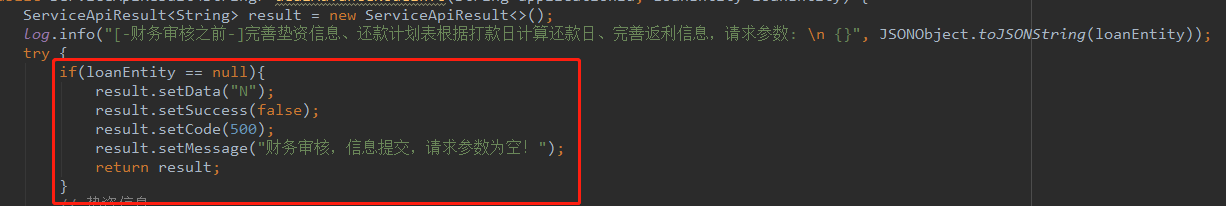 ServiceApiResult<String> result = new ServiceApiResult<>();
log.info("[-财务审核之前-]完善垫资信息、还款计划表根据打款日计算还款日、完善返利信息, 请求参数: \n {}", JSONObject.toJSONString(loanEntity));
try {
if(loanEntity == null){
result.setData("N");
result.setSuccess(false);
result.setCode(500);
result.setMessage("财务审核, 信息提交, 请求参数为空! ");
return result;
}
// 垫资信息